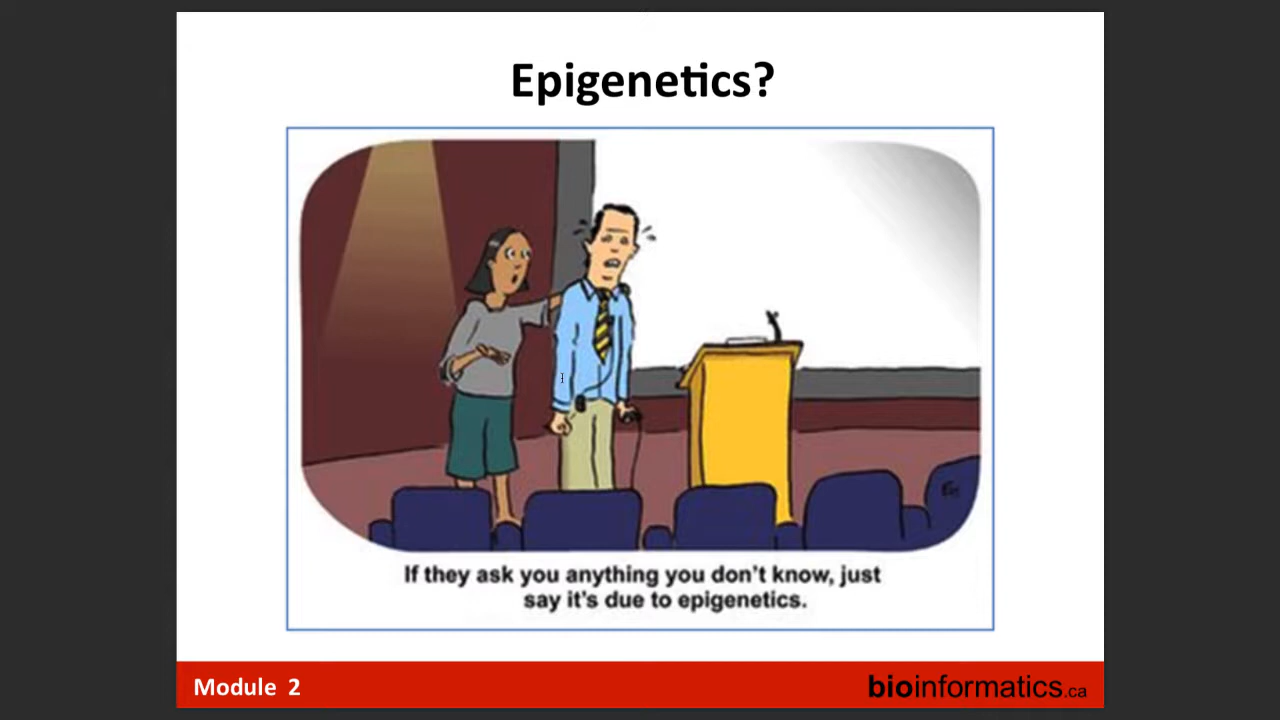 Epigenetics?
If they ask you anything you don't know, just
say it's due to epigenetics.
Module 2
bioinformatics.ca